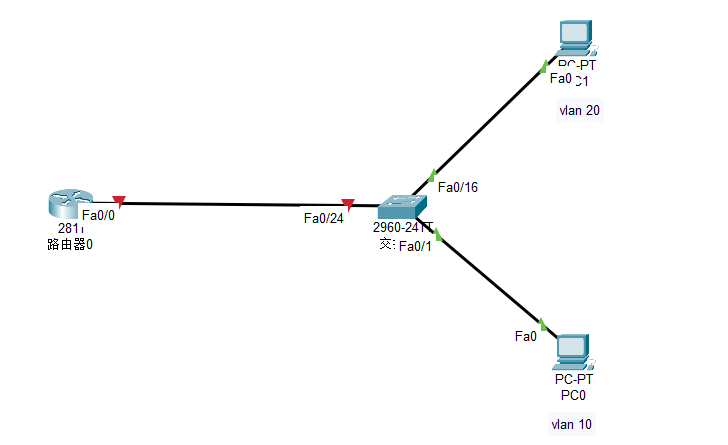 PC-PT
Fa0
C1
vlan 20
Fa0/16
Fa0/0
Fa0/24
2811
路由器0
2960-24TT
交
Fa0/1
Fa0
PC-PT
PC0
vlan 10